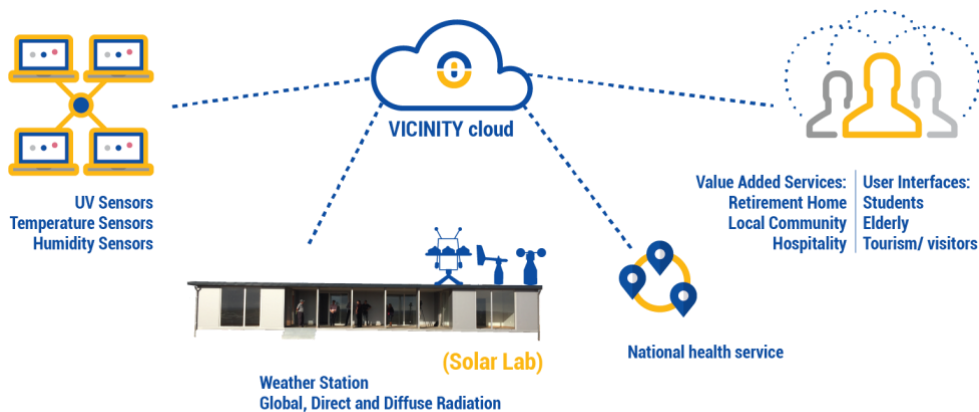 VICINITY cloud
UV Sensors
Temperature Sensors
Humidity Sensors
Value Added Services:
Retirement Home
Local Community
Hospitality
User Interfaces:
Students
Elderly
Tourism/ visitors
(Solar Lab)
National health service
Weather Station
Global, Direct and Diffuse Radiation